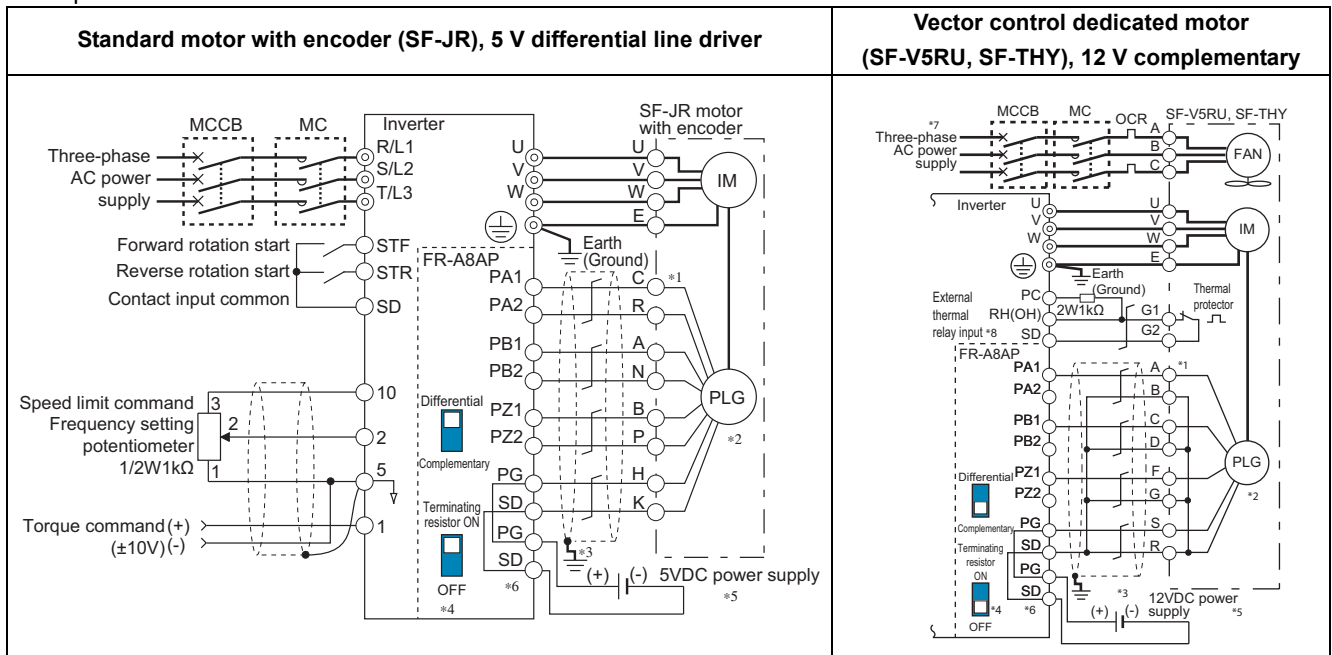 Standard motor with encoder (SF-JR), 5 V differential line driver
Vector control dedicated motor
(SF-V5RU, SF-THY), 12 V complementary
MCCB
MC
Inverter
SF-JR motor
with encoder
Three-phase
AC power
supply
R/L1
S/L2
T/L3
U
V
W
U
V
W
E
IM
Earth
(Ground)
Forward rotation start
Reverse rotation start
Contact input common
STF
STR
SD
FR-A8AP
PA1
PA2
PB1
PB2
PZ1
PZ2
PG
SD
PG
SD
C
R
A
N
B
P
H
K
*1
PLG
*2
Differential
Complementary
Terminating
resistor ON
OFF
*4
*3
*6
(+)
(-)
5VDC power supply
*5
Speed limit command
Frequency setting
potentiometer
1/2W1kΩ
3
2
1
10
2
5
1
Torque command(+)
(±10V)(-)
MCCB
MC
OCR
SF-V5RU, SF-THY
*7
Three-phase
AC power
supply
A
B
C
FAN
Inverter
U
V
W
U
V
W
E
IM
Earth
(Ground)
External
thermal
relay input *8
PC
RH(OH)
SD
2W1kΩ
G1
G2
Thermal
protector
FR-A8AP
PA1
PA2
PB1
PB2
PZ1
PZ2
PG
SD
PG
SD
A
B
C
D
F
G
S
R
*1
PLG
*2
Differential
Complementary
Terminating
resistor
ON
*4
OFF
*6
*3
(+)
(-)
12VDC power
supply
*5